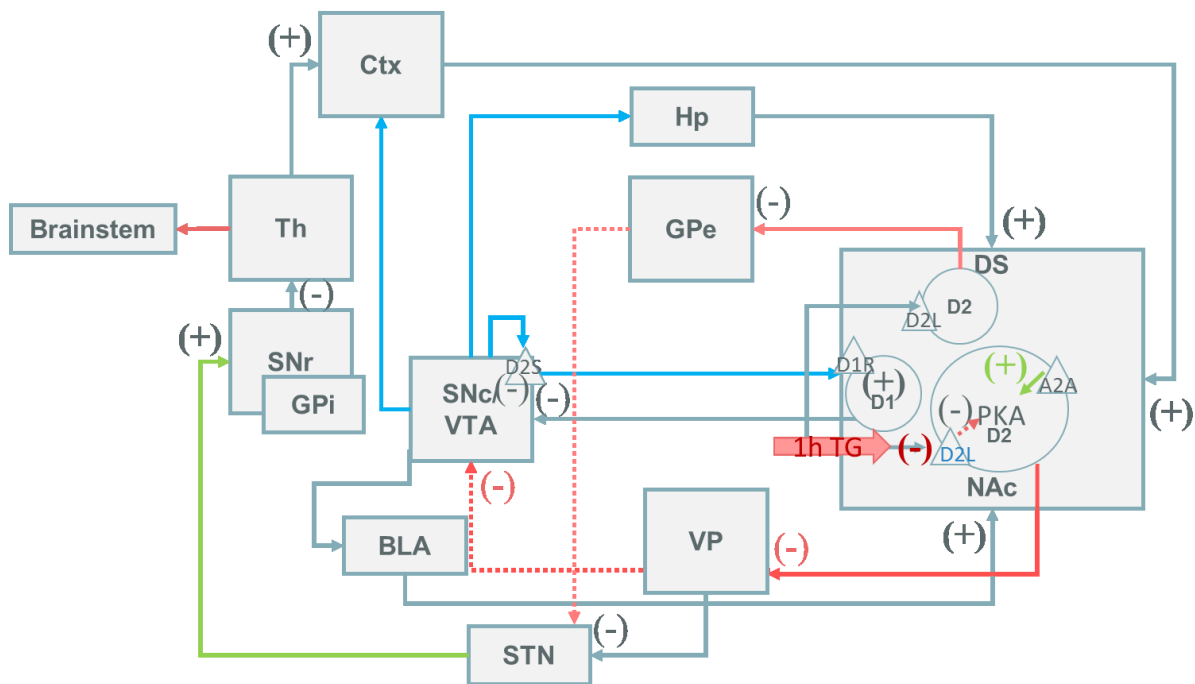 (+)
Ctx
Hp
(-)
(+)
Th
Brainstem
GPe
DS
D2
D2L
(-)
(+)
SNr
GPi
D2S
SNc/
(-)
VTA
(-)
D1R
(+)
D1
(+)
A2A
(-)
PKA
D2
(+)
1h TG
(-)
D2L
NAc
(-)
BLA
VP
(-)
(+)
STN
(-)